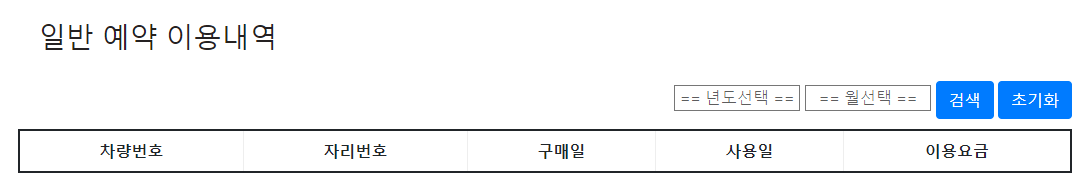 일반 예약 이용내역
== 년도선택 == == 월선택 == 검색 초기화
차량번호 자리번호 구매일 사용일 이용요금